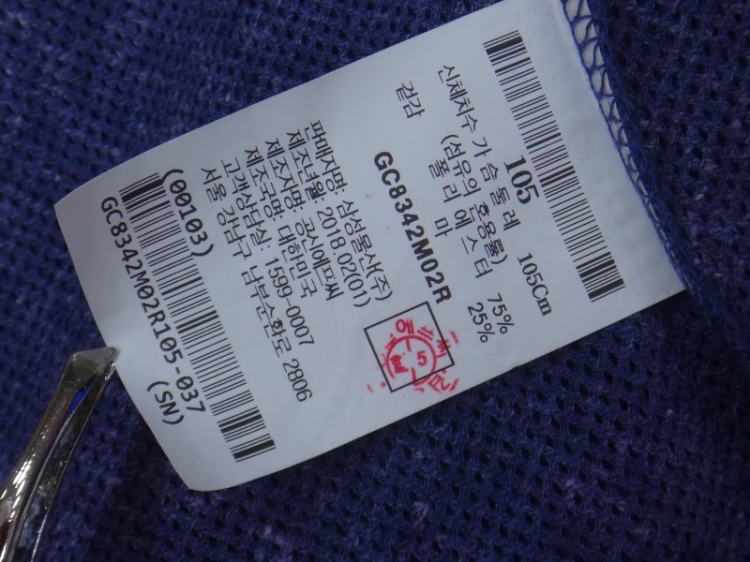 105
신체치수 가 슴 둘 레 105Cm
(섬유의 혼용률)
겉감 폴 리 에 스 터 75%
마 25%
GC8342M02R
판매자명: 삼성물산(주)
제조년월: 2018.02(01)
제조자명: 공신에프씨
제조국명: 대한민국
고객상담실: 1599-0007
서울 강남구 남부순환로 2806
(00103)
GC8342M02R105-037
(SN)
5